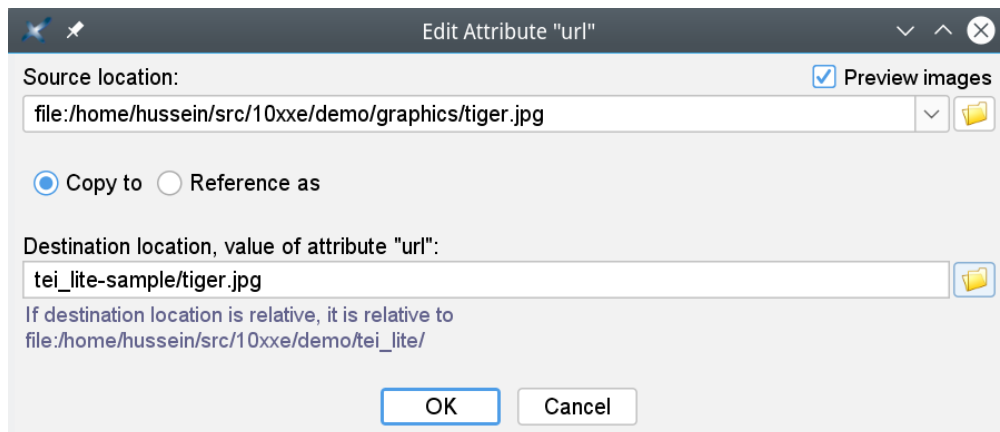 Edit Attribute "url"
Source location:
Preview images
file:/home/hussein/src/10xxe/demo/graphics/tiger.jpg
Copy to
Reference as
Destination location, value of attribute "url":
tei_lite-sample/tiger.jpg
If destination location is relative, it is relative to
file:/home/hussein/src/10xxe/demo/tei_lite/
OK
Cancel